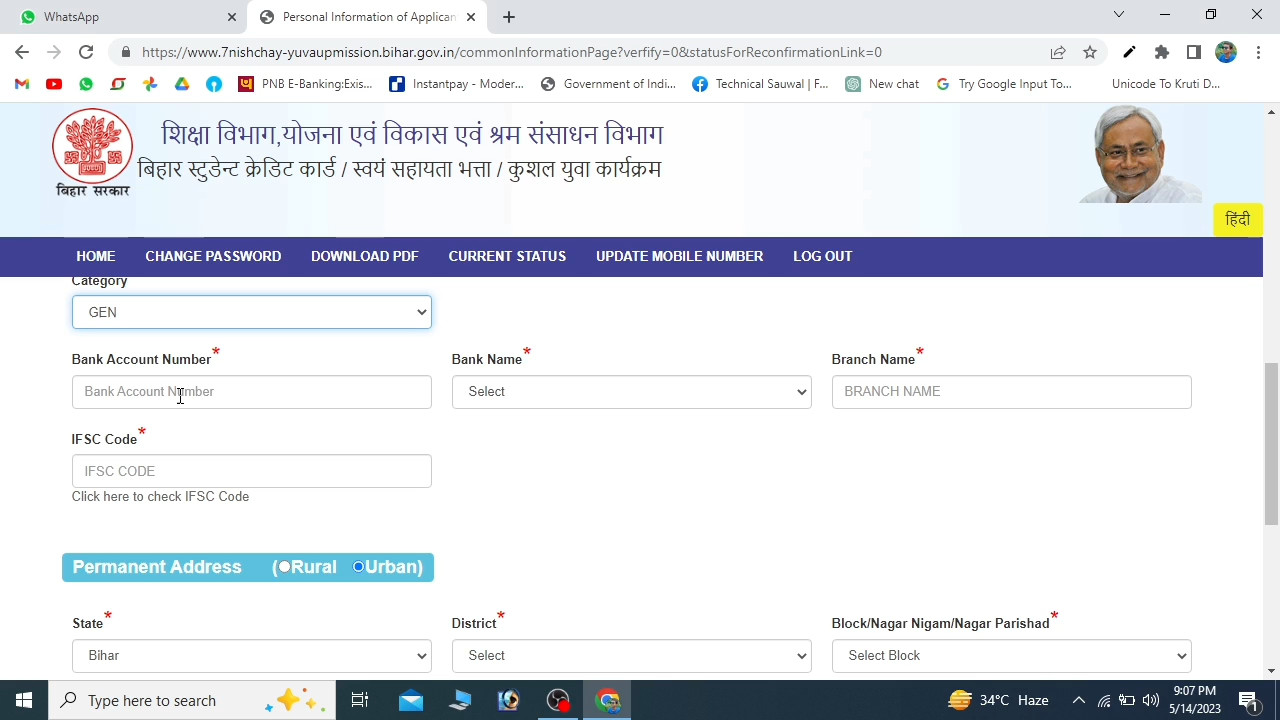 WhatsApp
Personal Information of Applican
https://www.7nishchay-yuvaupmission.bihar.gov.in/commonInformationPage?verfify=0&statusForReconfirmationLink=0
PNB E-Banking:Exis...
Instantpay - Moder...
Government of Indi...
Technical Sauwal | F...
New chat
Try Google Input To...
Unicode To Kruti D...
शिक्षा विभाग,योजना एवं विकास एवं श्रम संसाधन विभाग
बिहार स्टुडेन्ट क्रेडिट कार्ड / स्वयं सहायता भत्ता / कुशल युवा कार्यक्रम
बिहार सरकार
हिंदी
HOME CHANGE PASSWORD DOWNLOAD PDF CURRENT STATUS UPDATE MOBILE NUMBER LOG OUT
Category
GEN
Bank Account Number* Bank Name* Branch Name*
Bank Account Number Select BRANCH NAME
IFSC Code*
IFSC CODE
Click here to check IFSC Code
Permanent Address (Rural Urban)
State* District* Block/Nagar Nigam/Nagar Parishad*
Bihar Select Select Block
Type here to search
34°C Haze
9:07 PM
5/14/2023
1